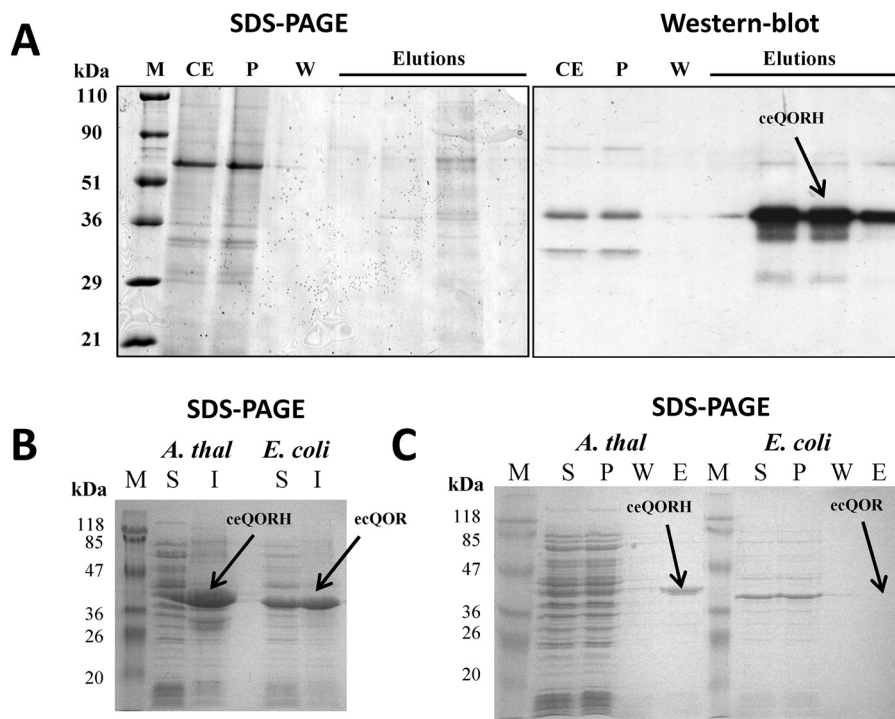 A
SDS-PAGE Western-blot
kDa M CE P W Elutions CE P W Elutions
110
90
51
36
29
21
ceQORH
B
SDS-PAGE
A. thal E. coli
kDa M S I S I
118
85
47
36
26
20
ceQORH ecQOR
C
SDS-PAGE
A. thal E. coli
kDa M S P W E M S P W E
118
85
47
36
26
20
ceQORH ecQOR